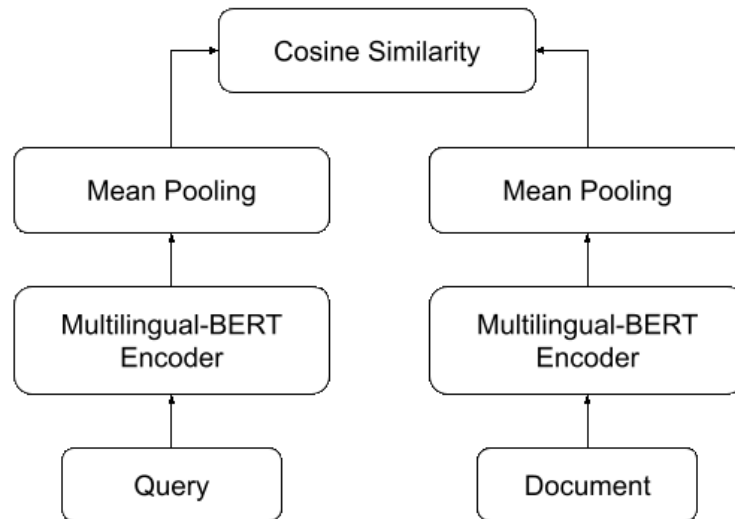 Cosine Similarity
Mean Pooling
Mean Pooling
Multilingual-BERT
Encoder
Multilingual-BERT
Encoder
Query
Document